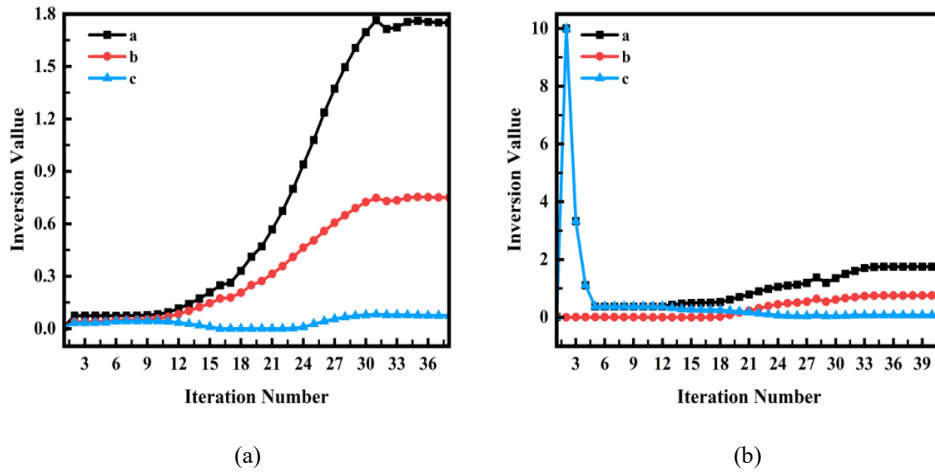 1.8
1.5
1.2
0.9
0.6
0.3
0.0
Inversion Vallue
a
b
c
3 6 9 12 15 18 21 24 27 30 33 36
Iteration Number
(a)
10
8
6
4
2
0
Inversion Vallue
a
b
c
3 6 9 12 15 18 21 24 27 30 33 36 39
Iteration Number
(b)